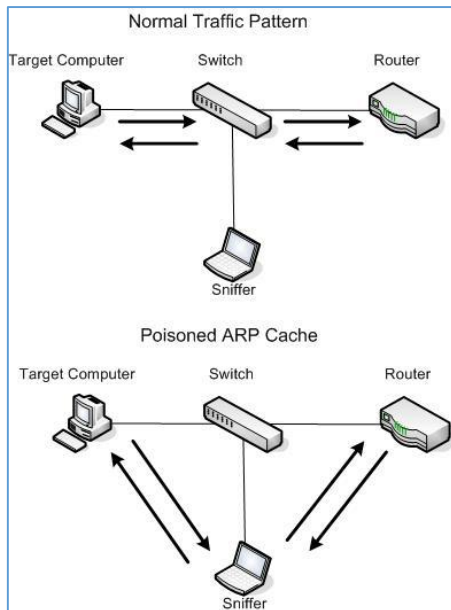 Normal Traffic Pattern
Target Computer Switch Router
Sniffer
Poisoned ARP Cache
Target Computer Switch Router
Sniffer